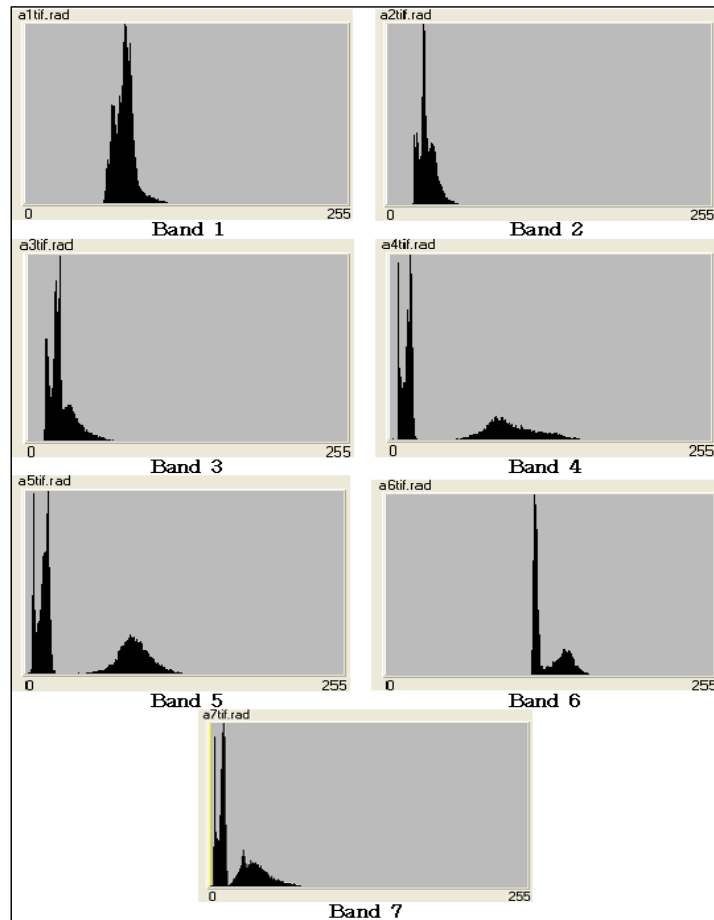 a1tif.rad
0 255
Band 1
a2tif.rad
0 255
Band 2
a3tif.rad
0 255
Band 3
a4tif.rad
0 255
Band 4
a5tif.rad
0 255
Band 5
a6tif.rad
0 255
Band 6
a7tif.rad
0 255
Band 7